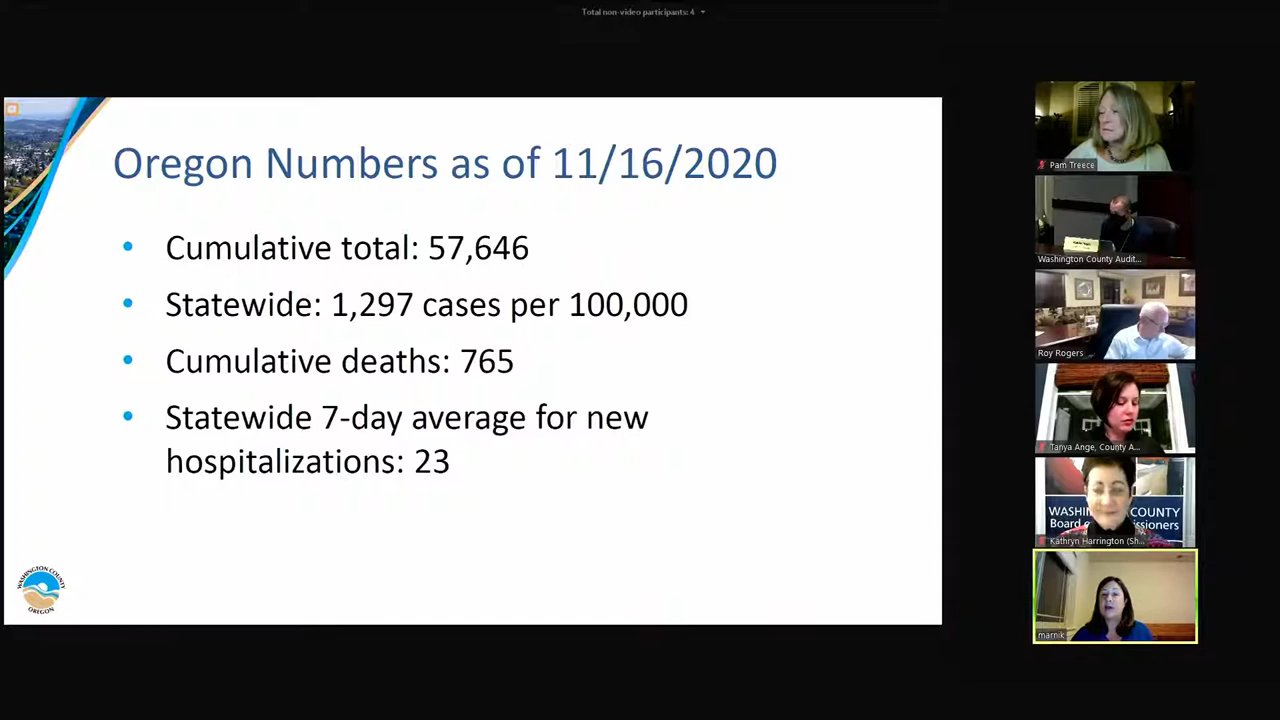 Total non-video participants: 4
Oregon Numbers as of 11/16/2020
• Cumulative total: 57,646
• Statewide: 1,297 cases per 100,000
• Cumulative deaths: 765
• Statewide 7-day average for new
hospitalizations: 23
WASHINGTON COUNTY
OREGON
Pam Treece
Washington County Audit...
Roy Rogers
Tanya Ange, County A...
WASHIN COUNTY
Board o issioners
Kathryn Harrington (Sh...
marnik